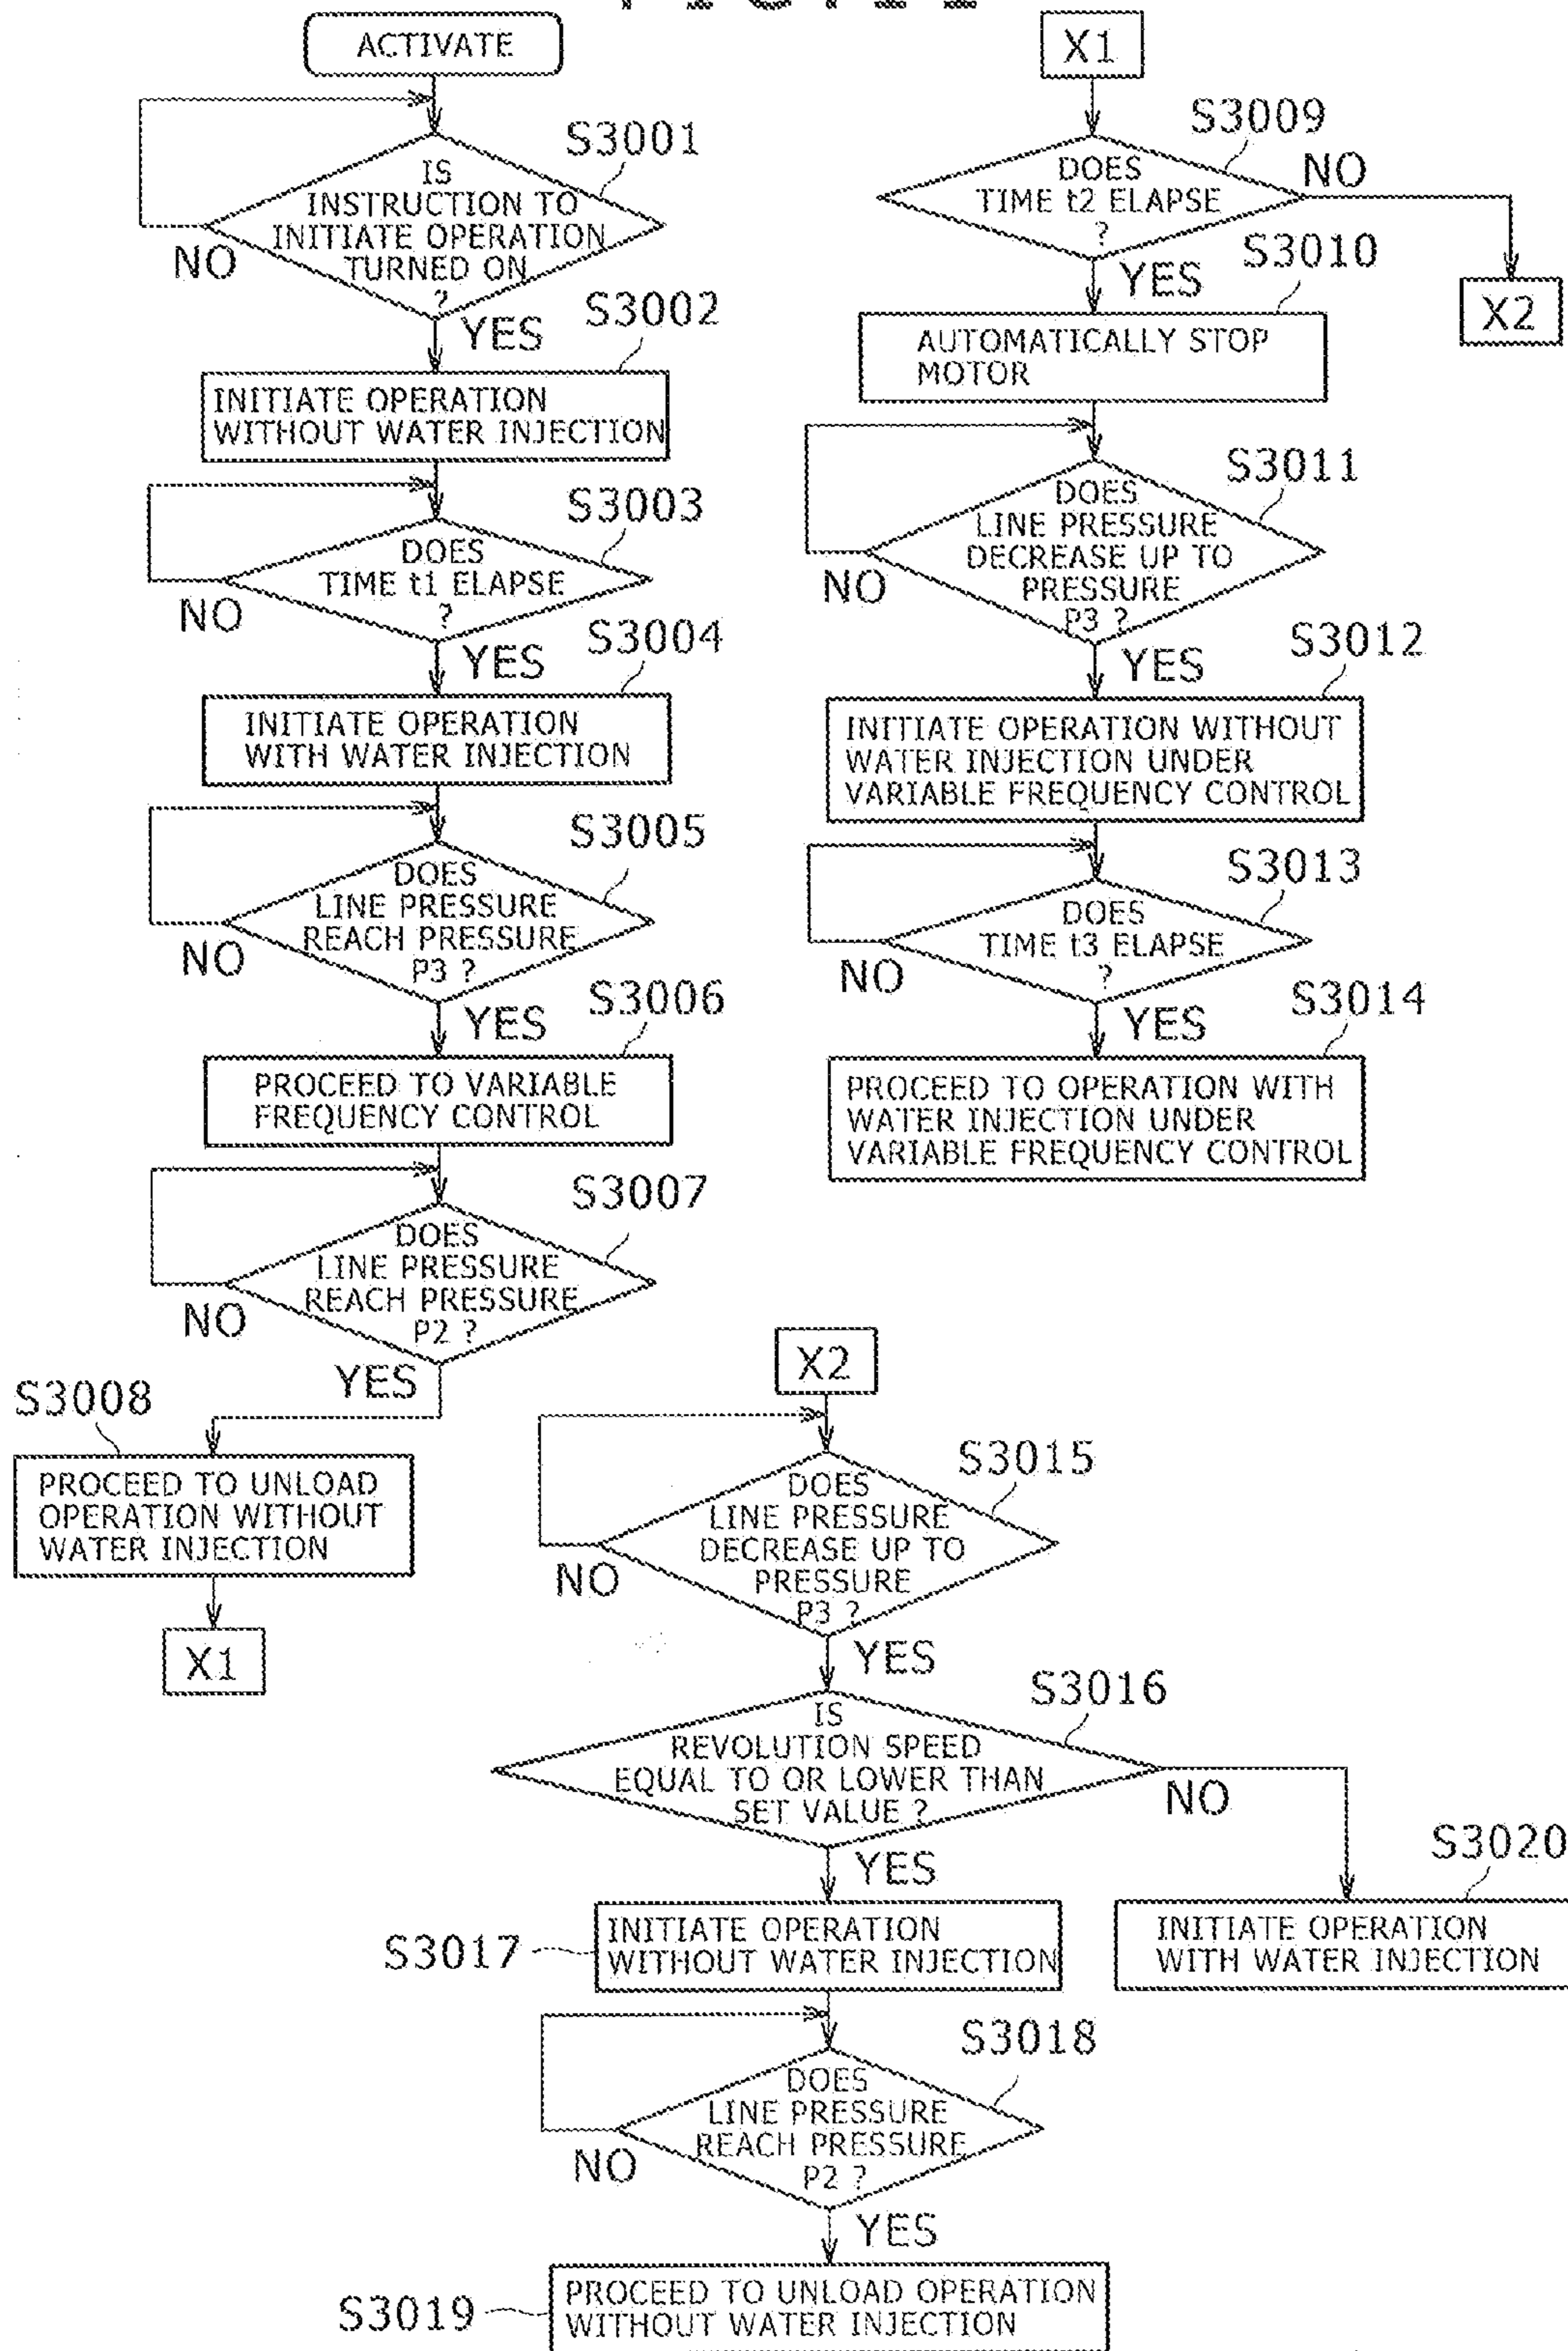 ACTIVATE
S3001
IS
INSTRUCTION TO
INITIATE OPERATION
TURNED ON
?
NO
YES
S3002
INITIATE OPERATION
WITHOUT WATER INJECTION
S3003
DOES
TIME t1 ELAPSE
?
NO
YES
S3004
INITIATE OPERATION
WITH WATER INJECTION
S3005
DOES
LINE PRESSURE
REACH PRESSURE
P3 ?
NO
YES
S3006
PROCEED TO VARIABLE
FREQUENCY CONTROL
S3007
DOES
LINE PRESSURE
REACH PRESSURE
P2 ?
NO
YES
S3008
PROCEED TO UNLOAD
OPERATION WITHOUT
WATER INJECTION
X1
X1
S3009
DOES
TIME t2 ELAPSE
?
NO
X2
YES
S3010
AUTOMATICALLY STOP
MOTOR
S3011
DOES
LINE PRESSURE
DECREASE UP TO
PRESSURE
P3 ?
NO
YES
S3012
INITIATE OPERATION WITHOUT
WATER INJECTION UNDER
VARIABLE FREQUENCY CONTROL
S3013
DOES
TIME t3 ELAPSE
?
NO
YES
S3014
PROCEED TO OPERATION WITH
WATER INJECTION UNDER
VARIABLE FREQUENCY CONTROL
X2
S3015
DOES
LINE PRESSURE
DECREASE UP TO
PRESSURE
P3 ?
NO
YES
S3016
IS
REVOLUTION SPEED
EQUAL TO OR LOWER THAN
SET VALUE ?
NO
YES
S3017
INITIATE OPERATION
WITHOUT WATER INJECTION
S3020
INITIATE OPERATION
WITH WATER INJECTION
S3018
DOES
LINE PRESSURE
REACH PRESSURE
P2 ?
NO
YES
S3019
PROCEED TO UNLOAD OPERATION
WITHOUT WATER INJECTION